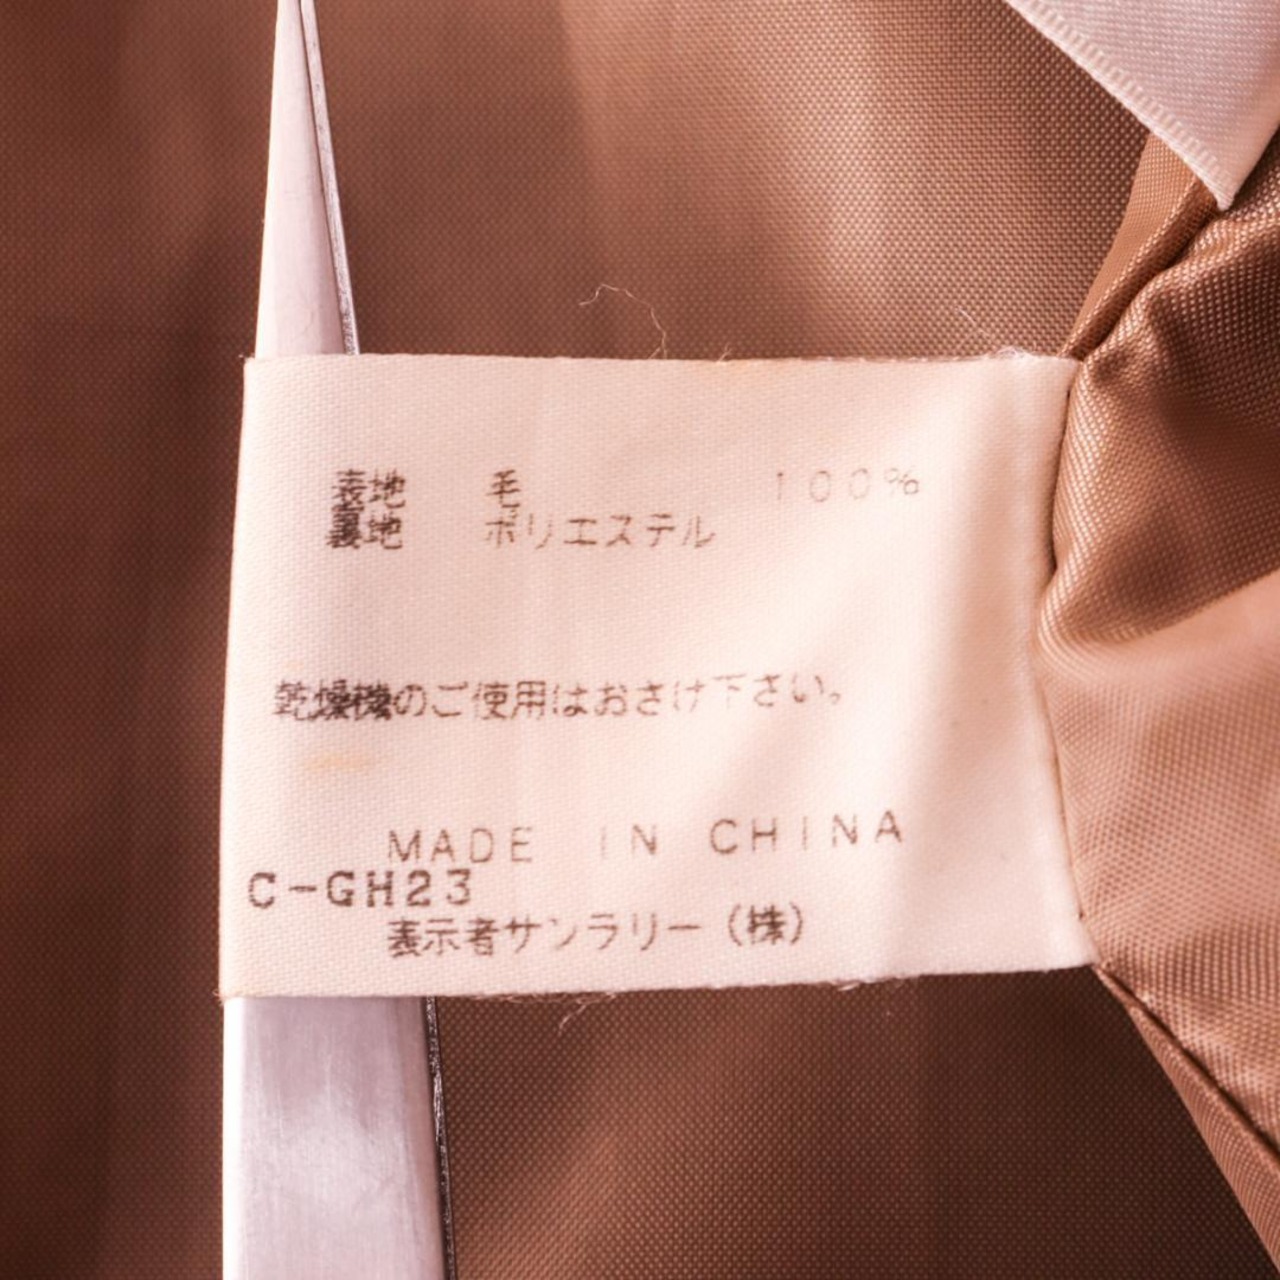 表地 毛 100%
裏地 ポリエステル
乾燥機のご使用はおさけ下さい。
MADE IN CHINA
C-GH23
表示者サンラリー(株)